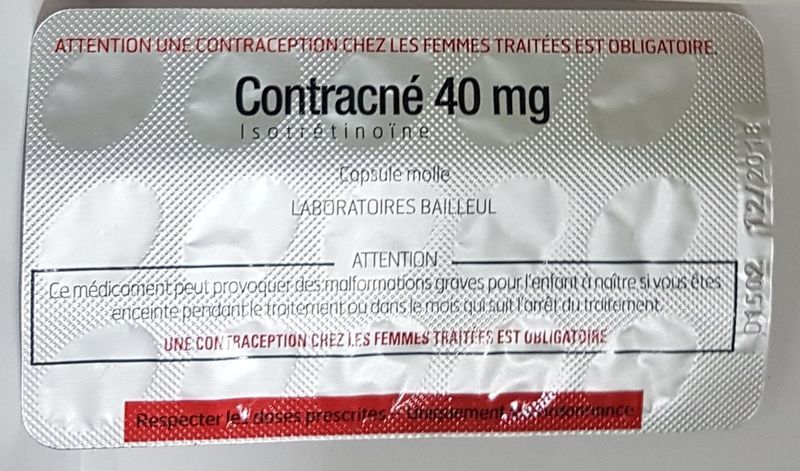 ATTENTION UNE CONTRACEPTION CHEZ LES FEMMES TRAITÉES EST OBLIGATOIRE.
Contracné 40 mg
Isotrétinoïne
Capsule molle
LABORATOIRES BAILLEUL
ATTENTION
Ce médicament peut provoquer des malformations graves pour l'enfant à naître si vous êtes
enceinte pendant le traitement ou dans le mois qui suit l'arrêt du traitement.
UNE CONTRACEPTION CHEZ LES FEMMES TRAITÉES EST OBLIGATOIRE
Respecter les doses prescrites - Uniquement sur ordonnance
D1502 12/2018